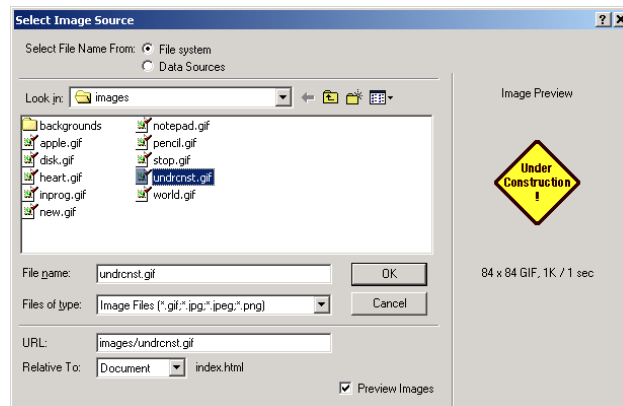 Select Image Source
Select File Name From: File system
Data Sources
Look in: images
Image Preview
backgrounds notepad.gif
apple.gif pencil.gif
disk.gif stop.gif
heart.gif undrcnst.gif
inprog.gif world.gif
new.gif
Under
Construction
!
File name: undrcnst.gif OK
84 x 84 GIF, 1K / 1 sec
Files of type: Image Files (*.gif;*.jpg;*.jpeg;*.png) Cancel
URL: images/undrcnst.gif
Relative To: Document index.html
Preview Images